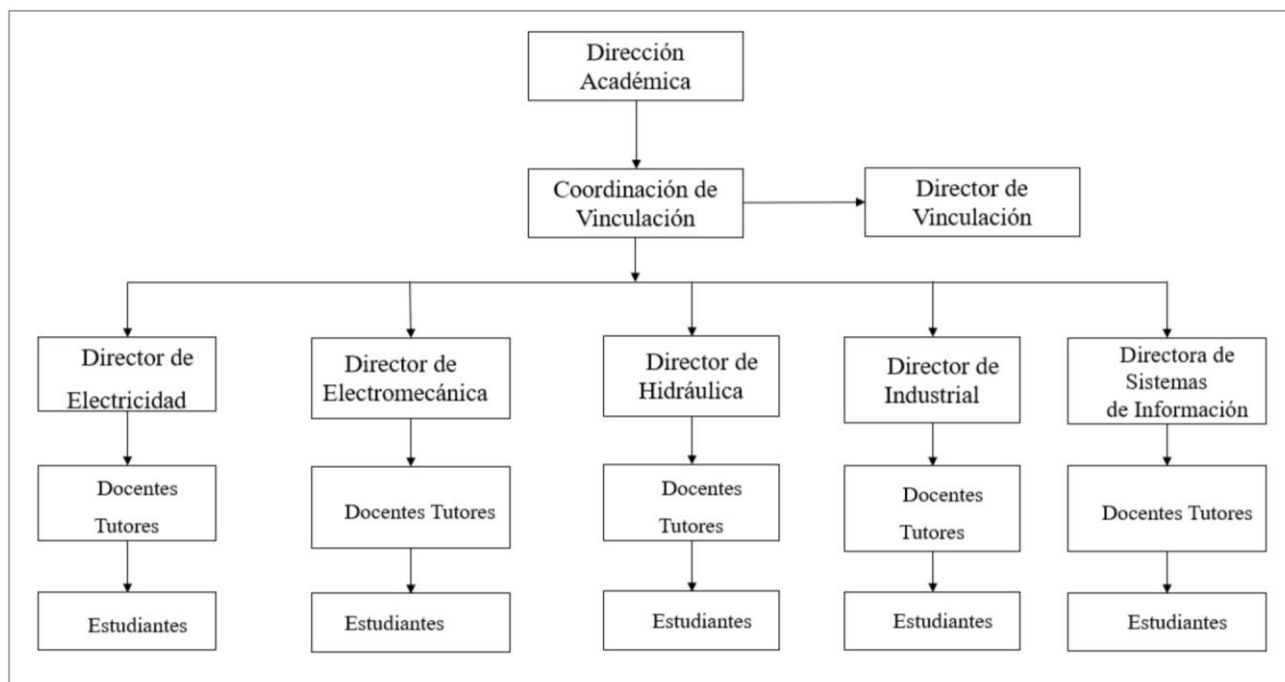 Dirección
Académica
Coordinación de
Vinculación
Director de
Vinculación
Director de
Electricidad
Director de
Electromecánica
Director de
Hidráulica
Director de
Industrial
Directora de
Sistemas
de Información
Docentes
Tutores
Docentes Tutores
Docentes
Tutores
Docentes
Tutores
Docentes Tutores
Estudiantes
Estudiantes
Estudiantes
Estudiantes
Estudiantes